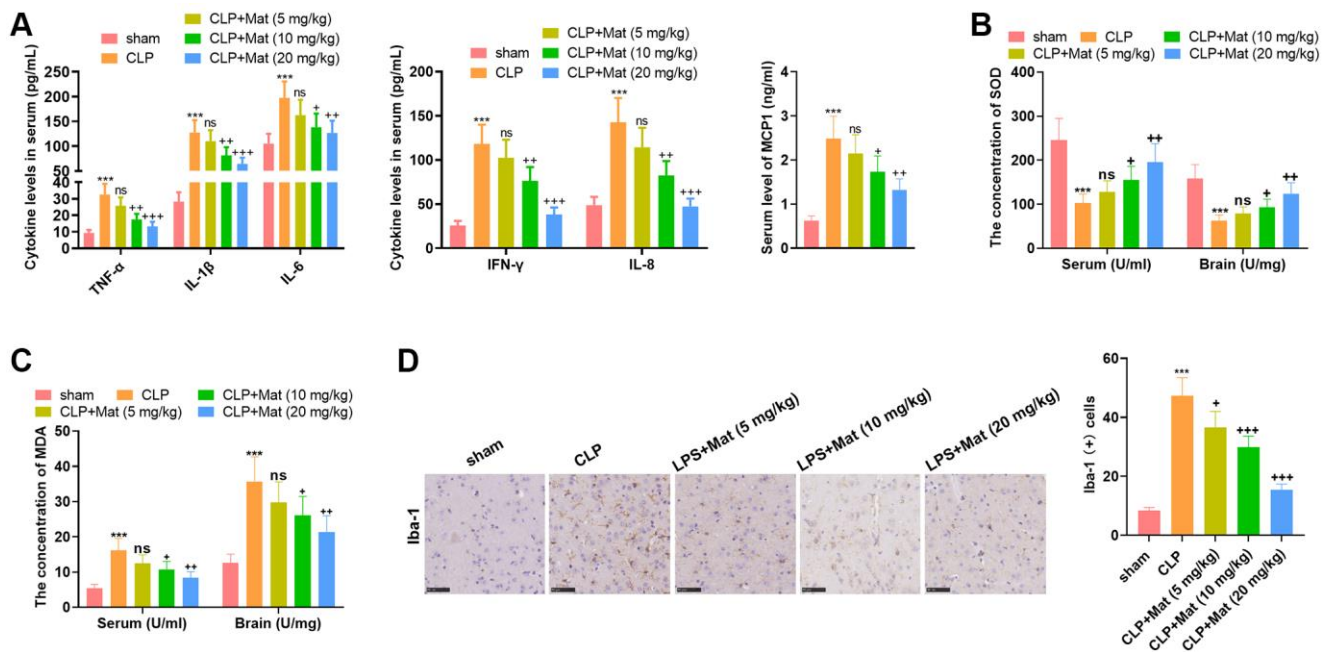 A
sham
CLP
CLP+Mat (5 mg/kg)
CLP+Mat (10 mg/kg)
CLP+Mat (20 mg/kg)
Cytokine levels in serum (pg/mL)
250
200
150
100
50
40
30
20
10
0
***
ns
++
+++
***
ns
++
+++
***
ns
+
++
TNF-α
IL-1β
IL-6
sham
CLP
CLP+Mat (5 mg/kg)
CLP+Mat (10 mg/kg)
CLP+Mat (20 mg/kg)
Cytokine levels in serum (pg/mL)
200
150
100
50
0
***
ns
++
+++
***
ns
++
+++
IFN-γ
IL-8
Serum level of MCP1 (ng/ml)
4
3
2
1
0
***
ns
+
++
B
sham
CLP
CLP+Mat (10 mg/kg)
CLP+Mat (5 mg/kg)
CLP+Mat (20 mg/kg)
The concentration of SOD
400
300
200
100
0
***
ns
+
++
***
ns
+
++
Serum (U/ml)
Brain (U/mg)
C
sham
CLP
CLP+Mat (10 mg/kg)
CLP+Mat (5 mg/kg)
CLP+Mat (20 mg/kg)
The concentration of MDA
50
40
30
20
10
0
***
ns
+
++
***
ns
+
++
Serum (U/ml)
Brain (U/mg)
D
sham
CLP
LPS+Mat (5 mg/kg)
LPS+Mat (10 mg/kg)
LPS+Mat (20 mg/kg)
Iba-1
Iba-1 (+) cells
60
40
20
0
***
+
+++
+++
sham
CLP
CLP+Mat (5 mg/kg)
CLP+Mat (10 mg/kg)
CLP+Mat (20 mg/kg)